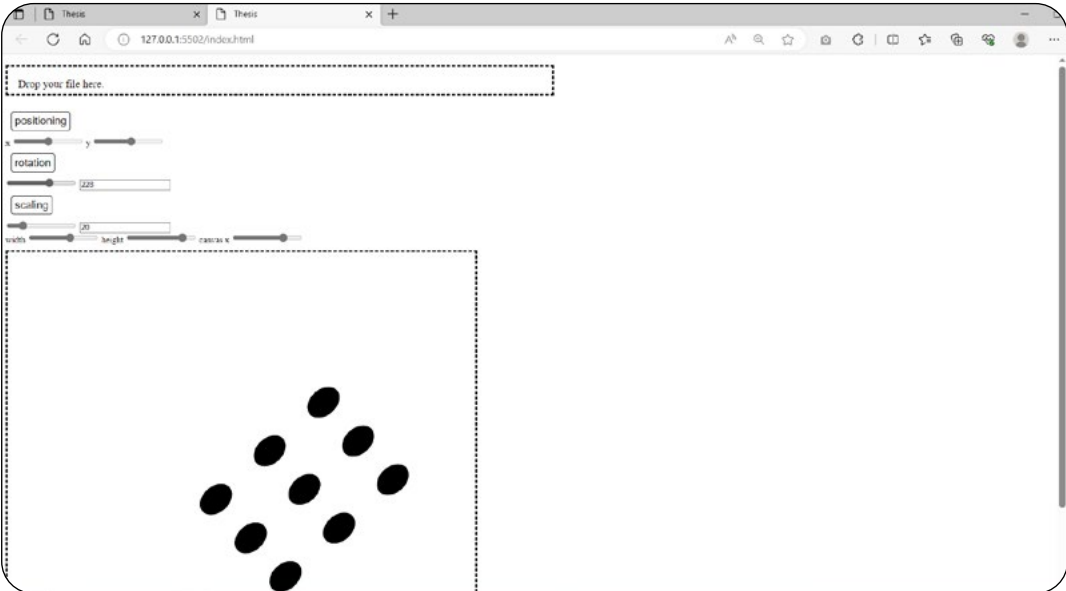 Thesis Thesis
127.0.0.1:5502/index.html
Drop your file here.
positioning
x y
rotation
220
scaling
20
width height canvas x